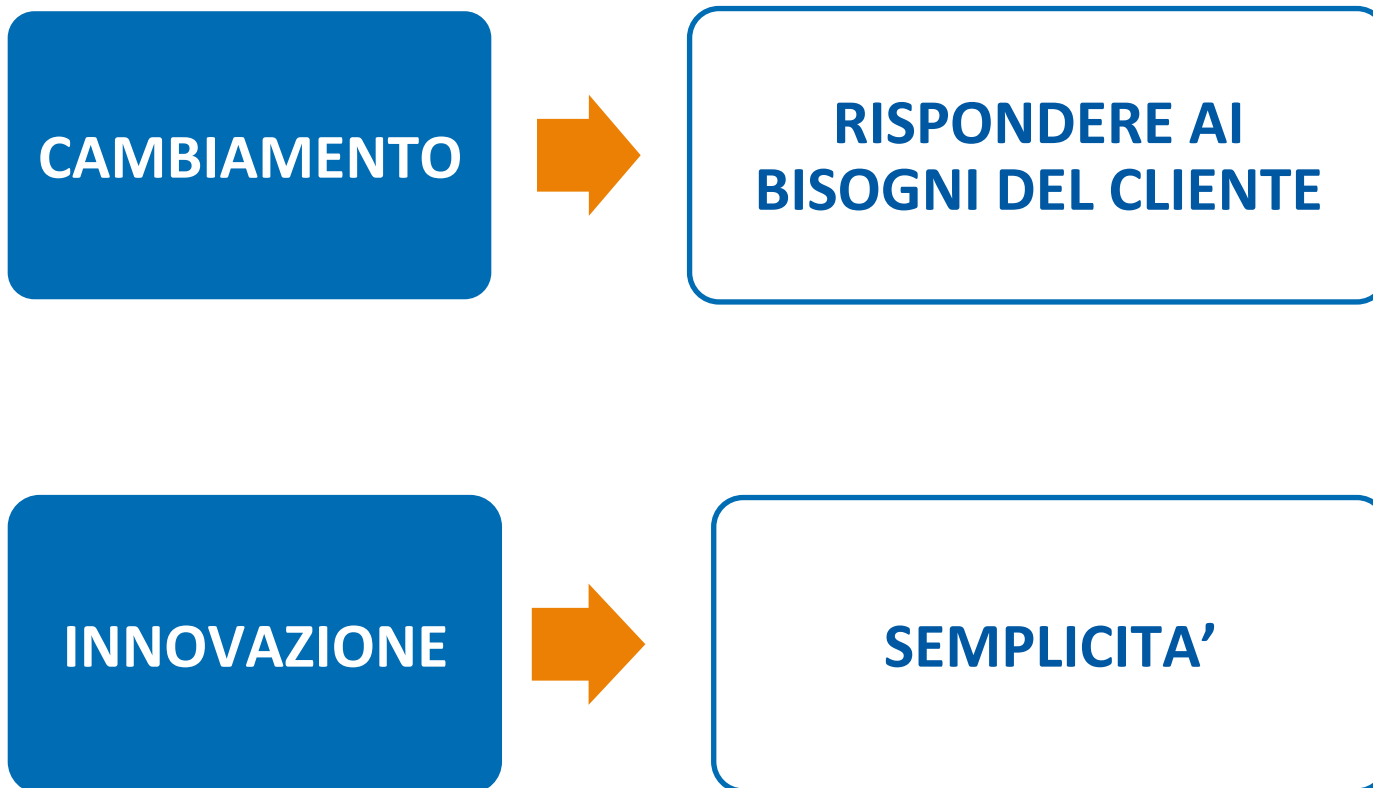 CAMBIAMENTO
RISPONDERE AI
BISOGNI DEL CLIENTE
INNOVAZIONE
SEMPLICITA’